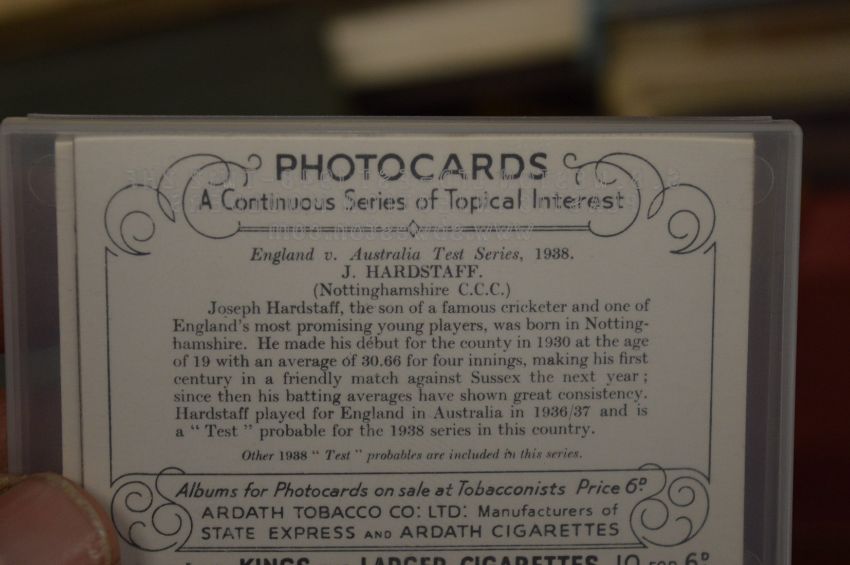 PHOTOCARDS
A Continuous Series of Topical Interest
England v. Australia Test Series, 1938.
J. HARDSTAFF.
(Nottinghamshire C.C.C.)
Joseph Hardstaff, the son of a famous cricketer and one of
England's most promising young players, was born in Notting-
hamshire. He made his début for the county in 1930 at the age
of 19 with an average of 30.66 for four innings, making his first
century in a friendly match against Sussex the next year;
since then his batting averages have shown great consistency.
Hardstaff played for England in Australia in 1936/37 and is
a "Test" probable for the 1938 series in this country.
Other 1938 "Test" probables are included in this series.
Albums for Photocards on sale at Tobacconists Price 6D
ARDATH TOBACCO CO: LTD: Manufacturers of
STATE EXPRESS AND ARDATH CIGARETTES
KINGS LARGER CIGARETTES 10 FOR 6D